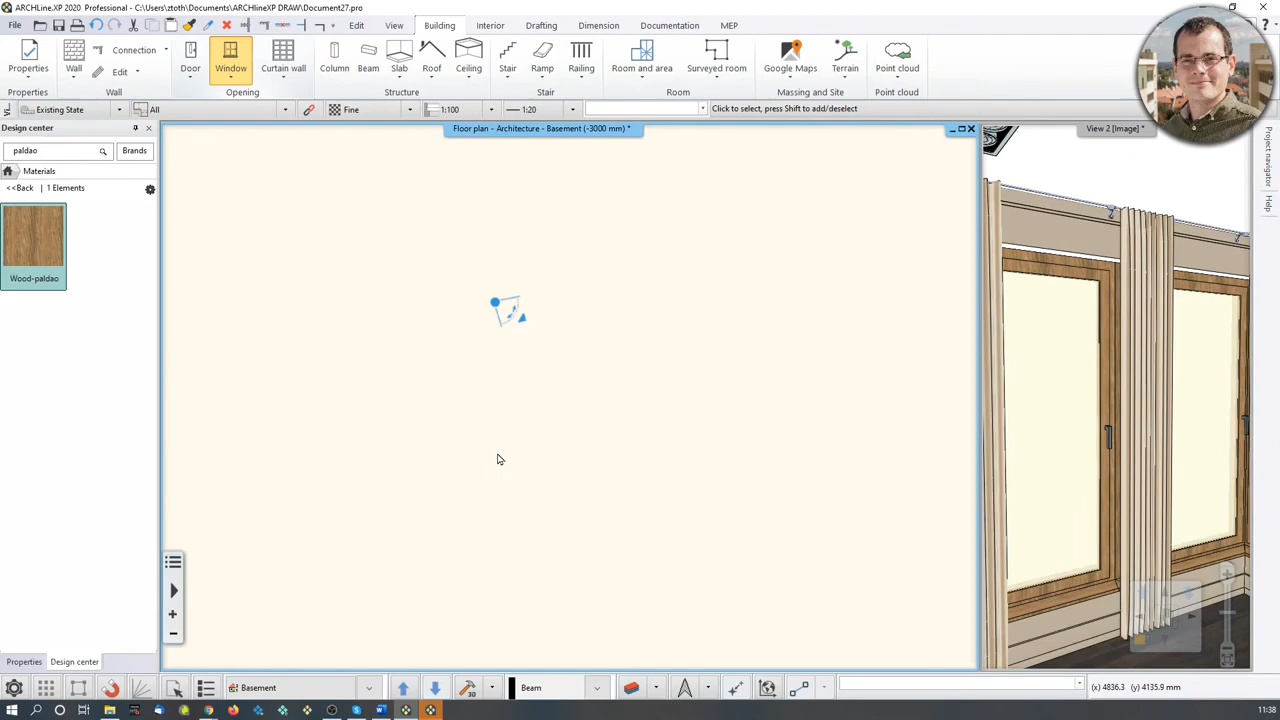 ARCHLine.XP 2020 Professional - C:\Users\ztoth\Documents\ARCHlineXP DRAW\Document27.pro
File
Edit
View
Building
Interior
Drafting
Dimension
Documentation
MEP
Properties
Wall
Connection
Edit
Door
Window
Curtain wall
Column
Beam
Slab
Roof
Ceiling
Stair
Ramp
Railing
Room and area
Surveyed room
Google Maps
Terrain
Point cloud
Properties
Wall
Opening
Structure
Stair
Room
Massing and Site
Point cloud
Existing State
All
Fine
1:100
1:20
Click to select, press Shift to add/deselect
Design center
Floor plan - Architecture - Basement (-3000 mm) *
View 2 [Image] *
paldao
Brands
Materials
<<Back | 1 Elements
Wood-paldao
Project navigator
Help
Properties
Design center
Basement
Beam
(x) 4836.3 (y) 4135.9 mm
11:38